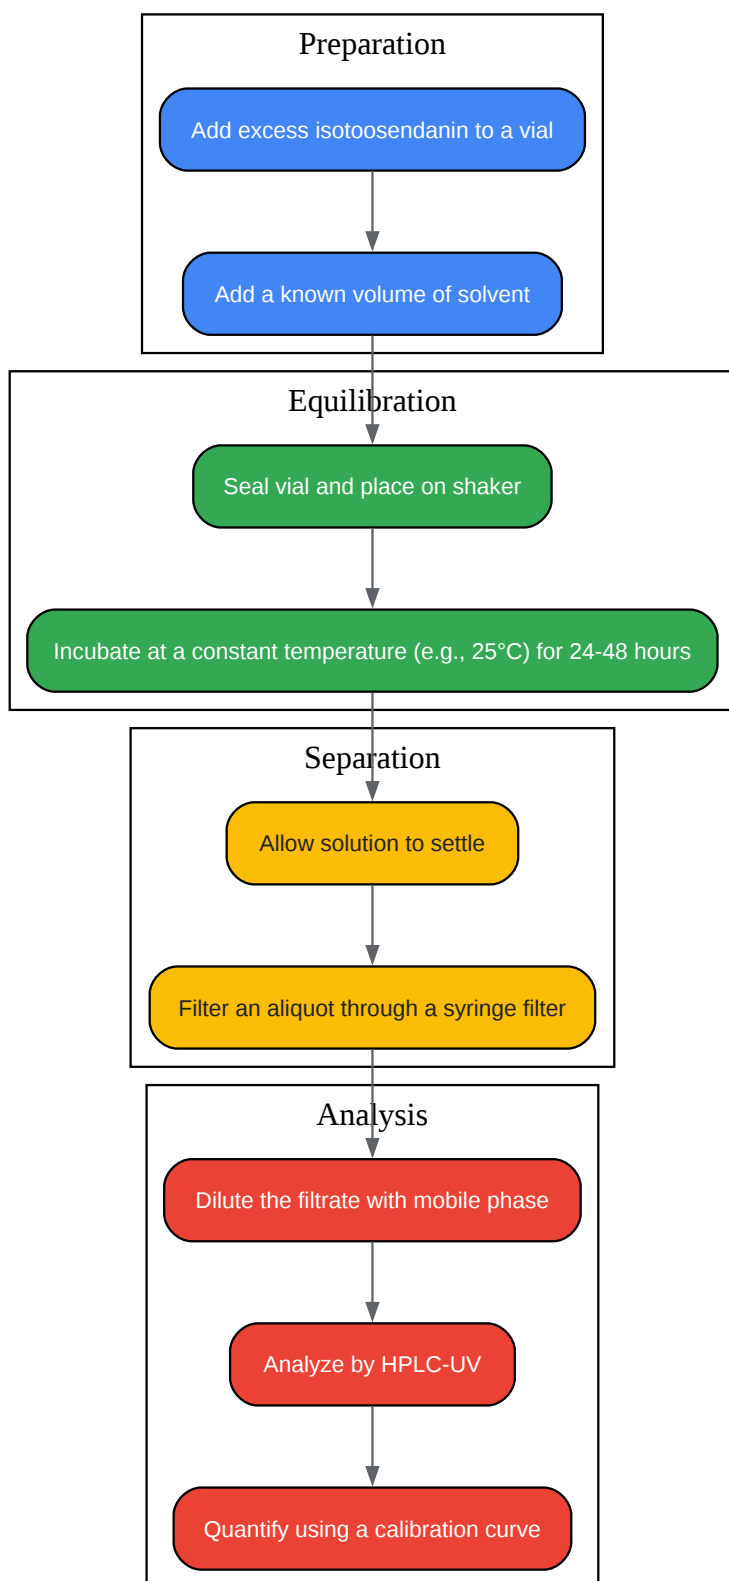 Preparation
Add excess isotoosendanin to a vial
Add a known volume of solvent
Equilibration
Seal vial and place on shaker
Incubate at a constant temperature (e.g., 25°C) for 24-48 hours
Separation
Allow solution to settle
Filter an aliquot through a syringe filter
Analysis
Dilute the filtrate with mobile phase
Analyze by HPLC-UV
Quantify using a calibration curve